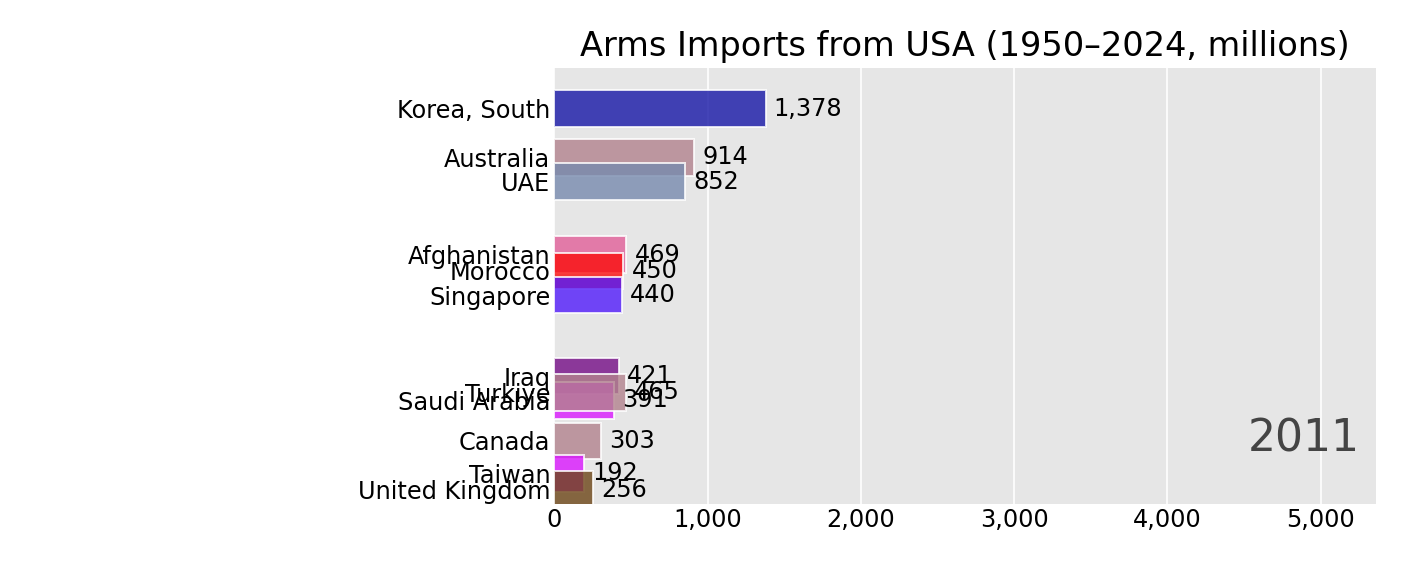 Arms Imports from USA (1950–2024, millions)
Korea, South 1,378
Australia 914
UAE 852
Afghanistan 469
Morocco 450
Singapore 440
Iraq 421
Turkiye 465
Saudi Arabia 391
Canada 303
2011
Taiwan 192
United Kingdom 256
0 1,000 2,000 3,000 4,000 5,000